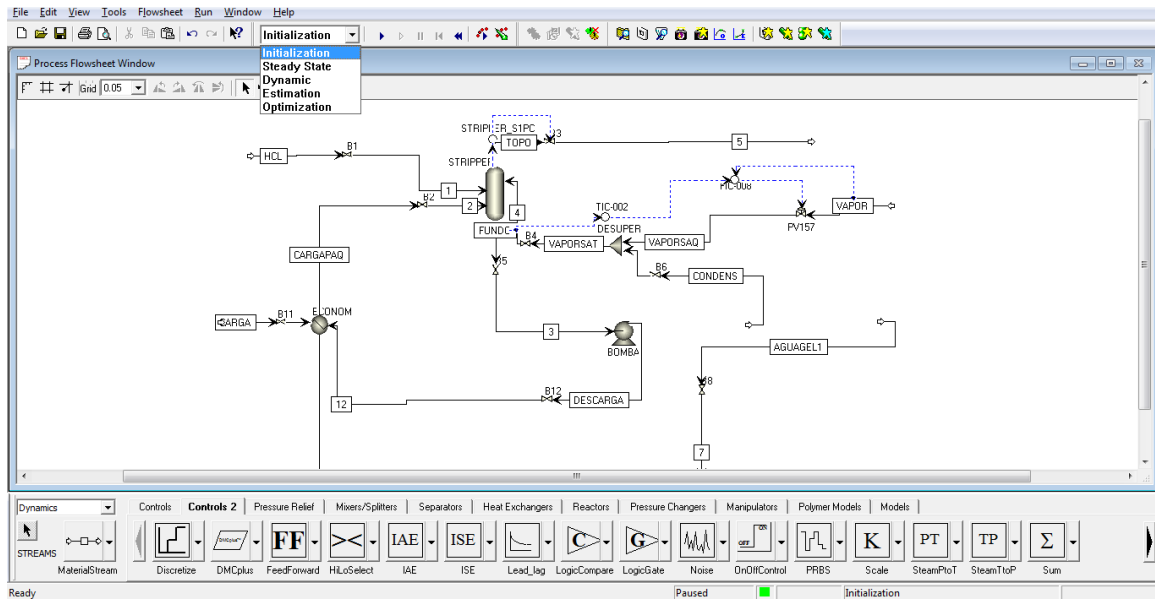 File Edit View Tools Flowsheet Run Window Help
Initialization
Initialization
Steady State
Dynamic
Estimation
Optimization
Process Flowsheet Window
Grid 0.05
STRIPPER_S1PC
TOPO
5
HCL
B1
STRIPPER
1
B2
2
4
TIC-002
VAPOR
PV157
FUNDO
DESUPER
B4
VAPORSAT
VAPORSAQ
CARGAPAQ
B6
CONDENS
CARGA
B11
ECONOM
3
BOMBA
AGUAGEL1
B12
DESCARGA
12
7
Dynamics
Controls Controls 2 Pressure Relief Mixers/Splitters Separators Heat Exchangers Reactors Pressure Changers Manipulators Polymer Models Models
STREAMS
DMCplus FF >< IAE ISE C G OFF ON K PT TP Σ
MaterialStream Discretize DMCplus FeedForward HiLoSelect IAE ISE Lead_lag LogicCompare LogicGate Noise OnOffControl PRBS Scale SteamPtoT SteamTtoP Sum
Ready Paused Initialization